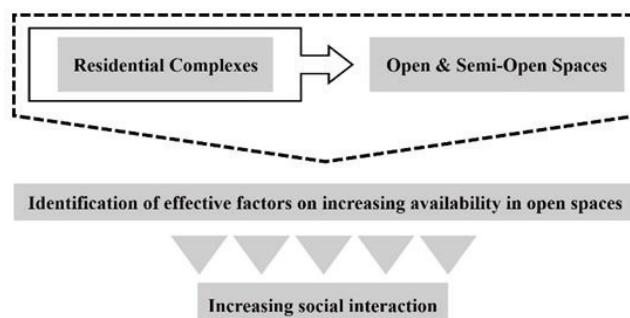 Residential Complexes
Open & Semi-Open Spaces
Identification of effective factors on increasing availability in open spaces
Increasing social interaction